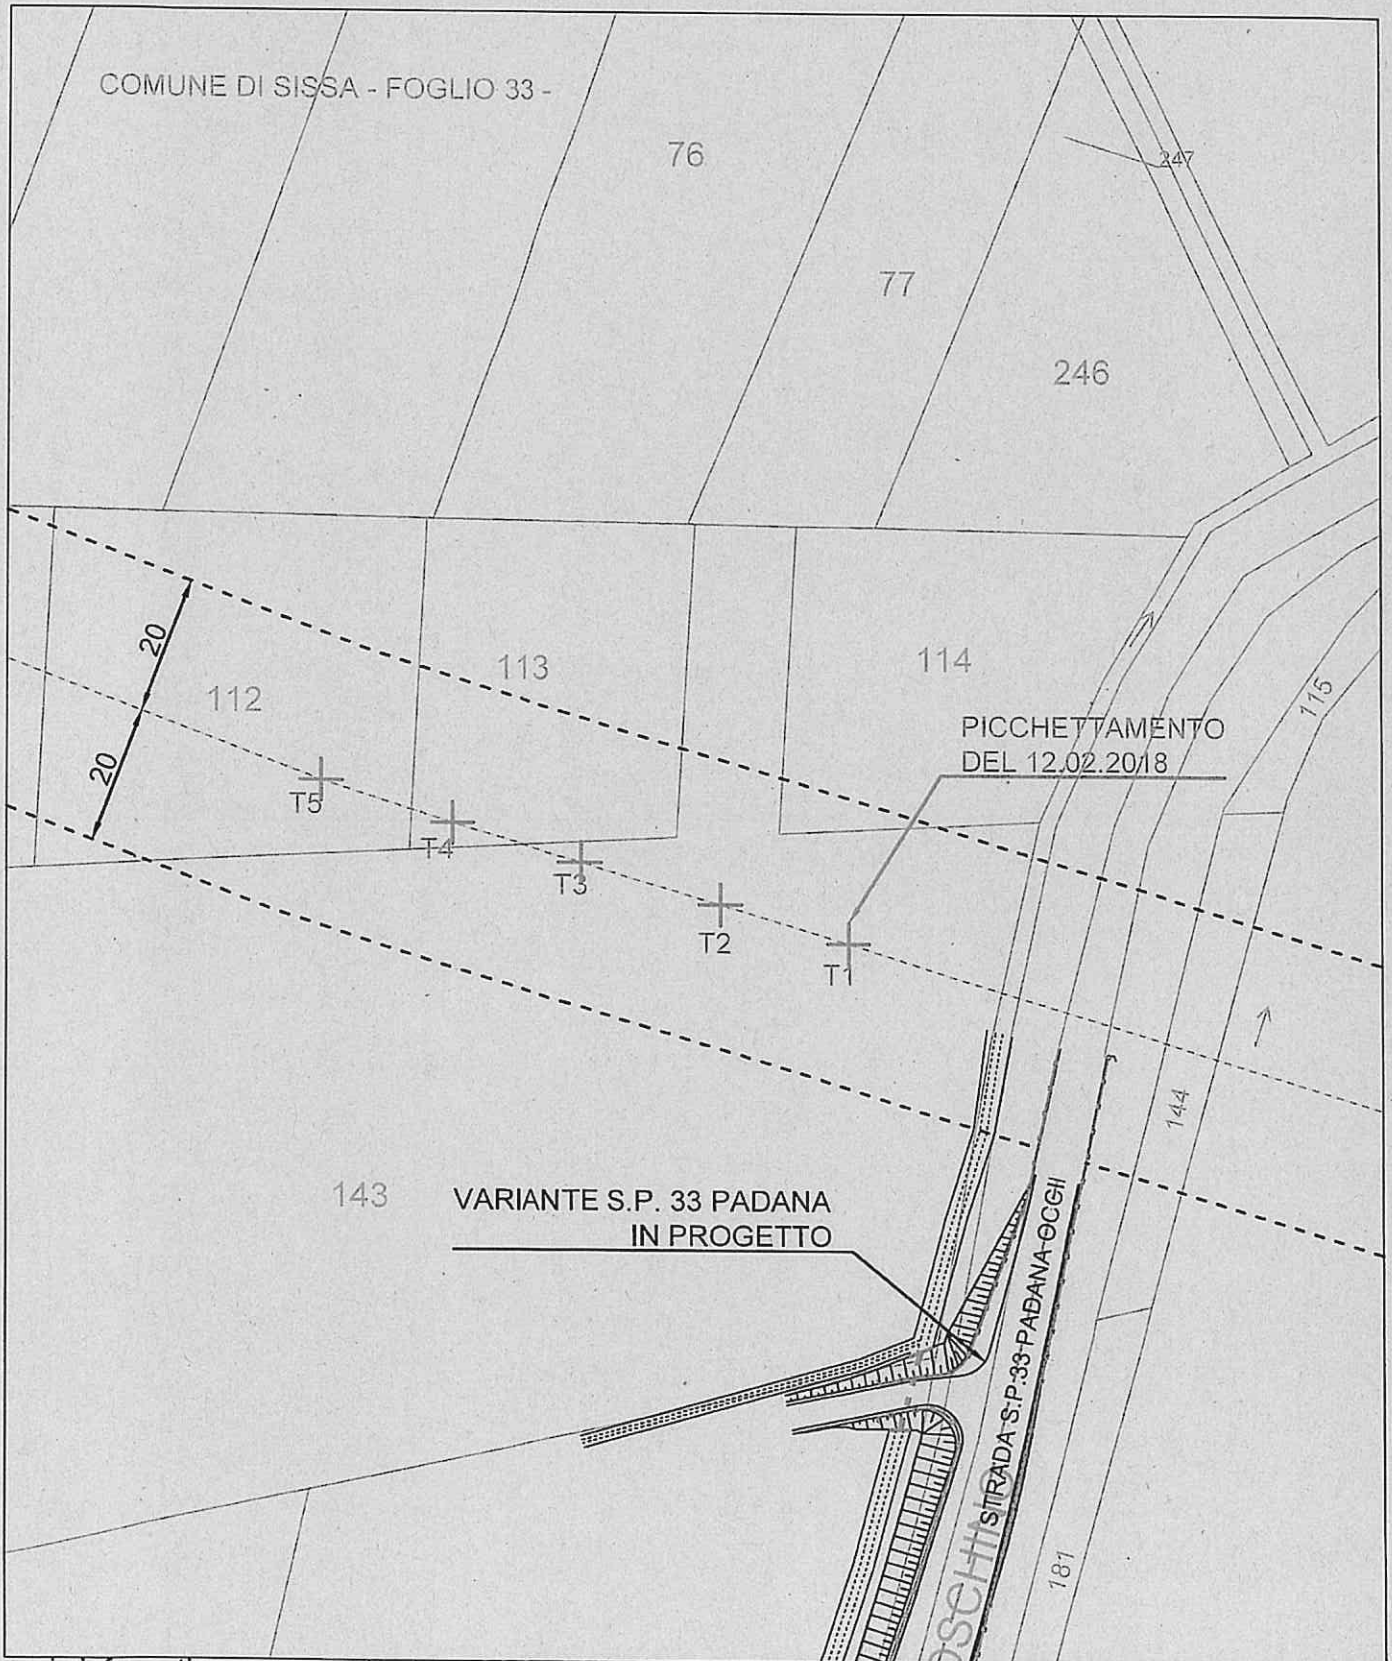 COMUNE DI SISSA - FOGLIO 33 -
76
247
77
246
20
112
113
114
115
20
PICCHETTAMENTO
DEL 12.02.2018
T5
T4
T3
T2
T1
144
143
VARIANTE S.P. 33 PADANA
IN PROGETTO
STRADA S.P.33 PADANA OCCII
181